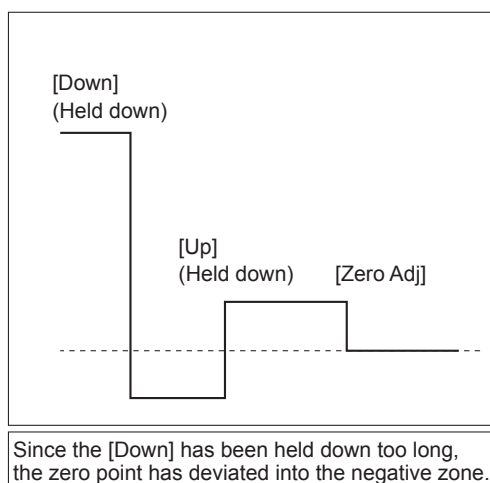 [Down]
(Held down)
[Up]
(Held down)
[Zero Adj]
Since the [Down] has been held down too long,
the zero point has deviated into the negative zone.